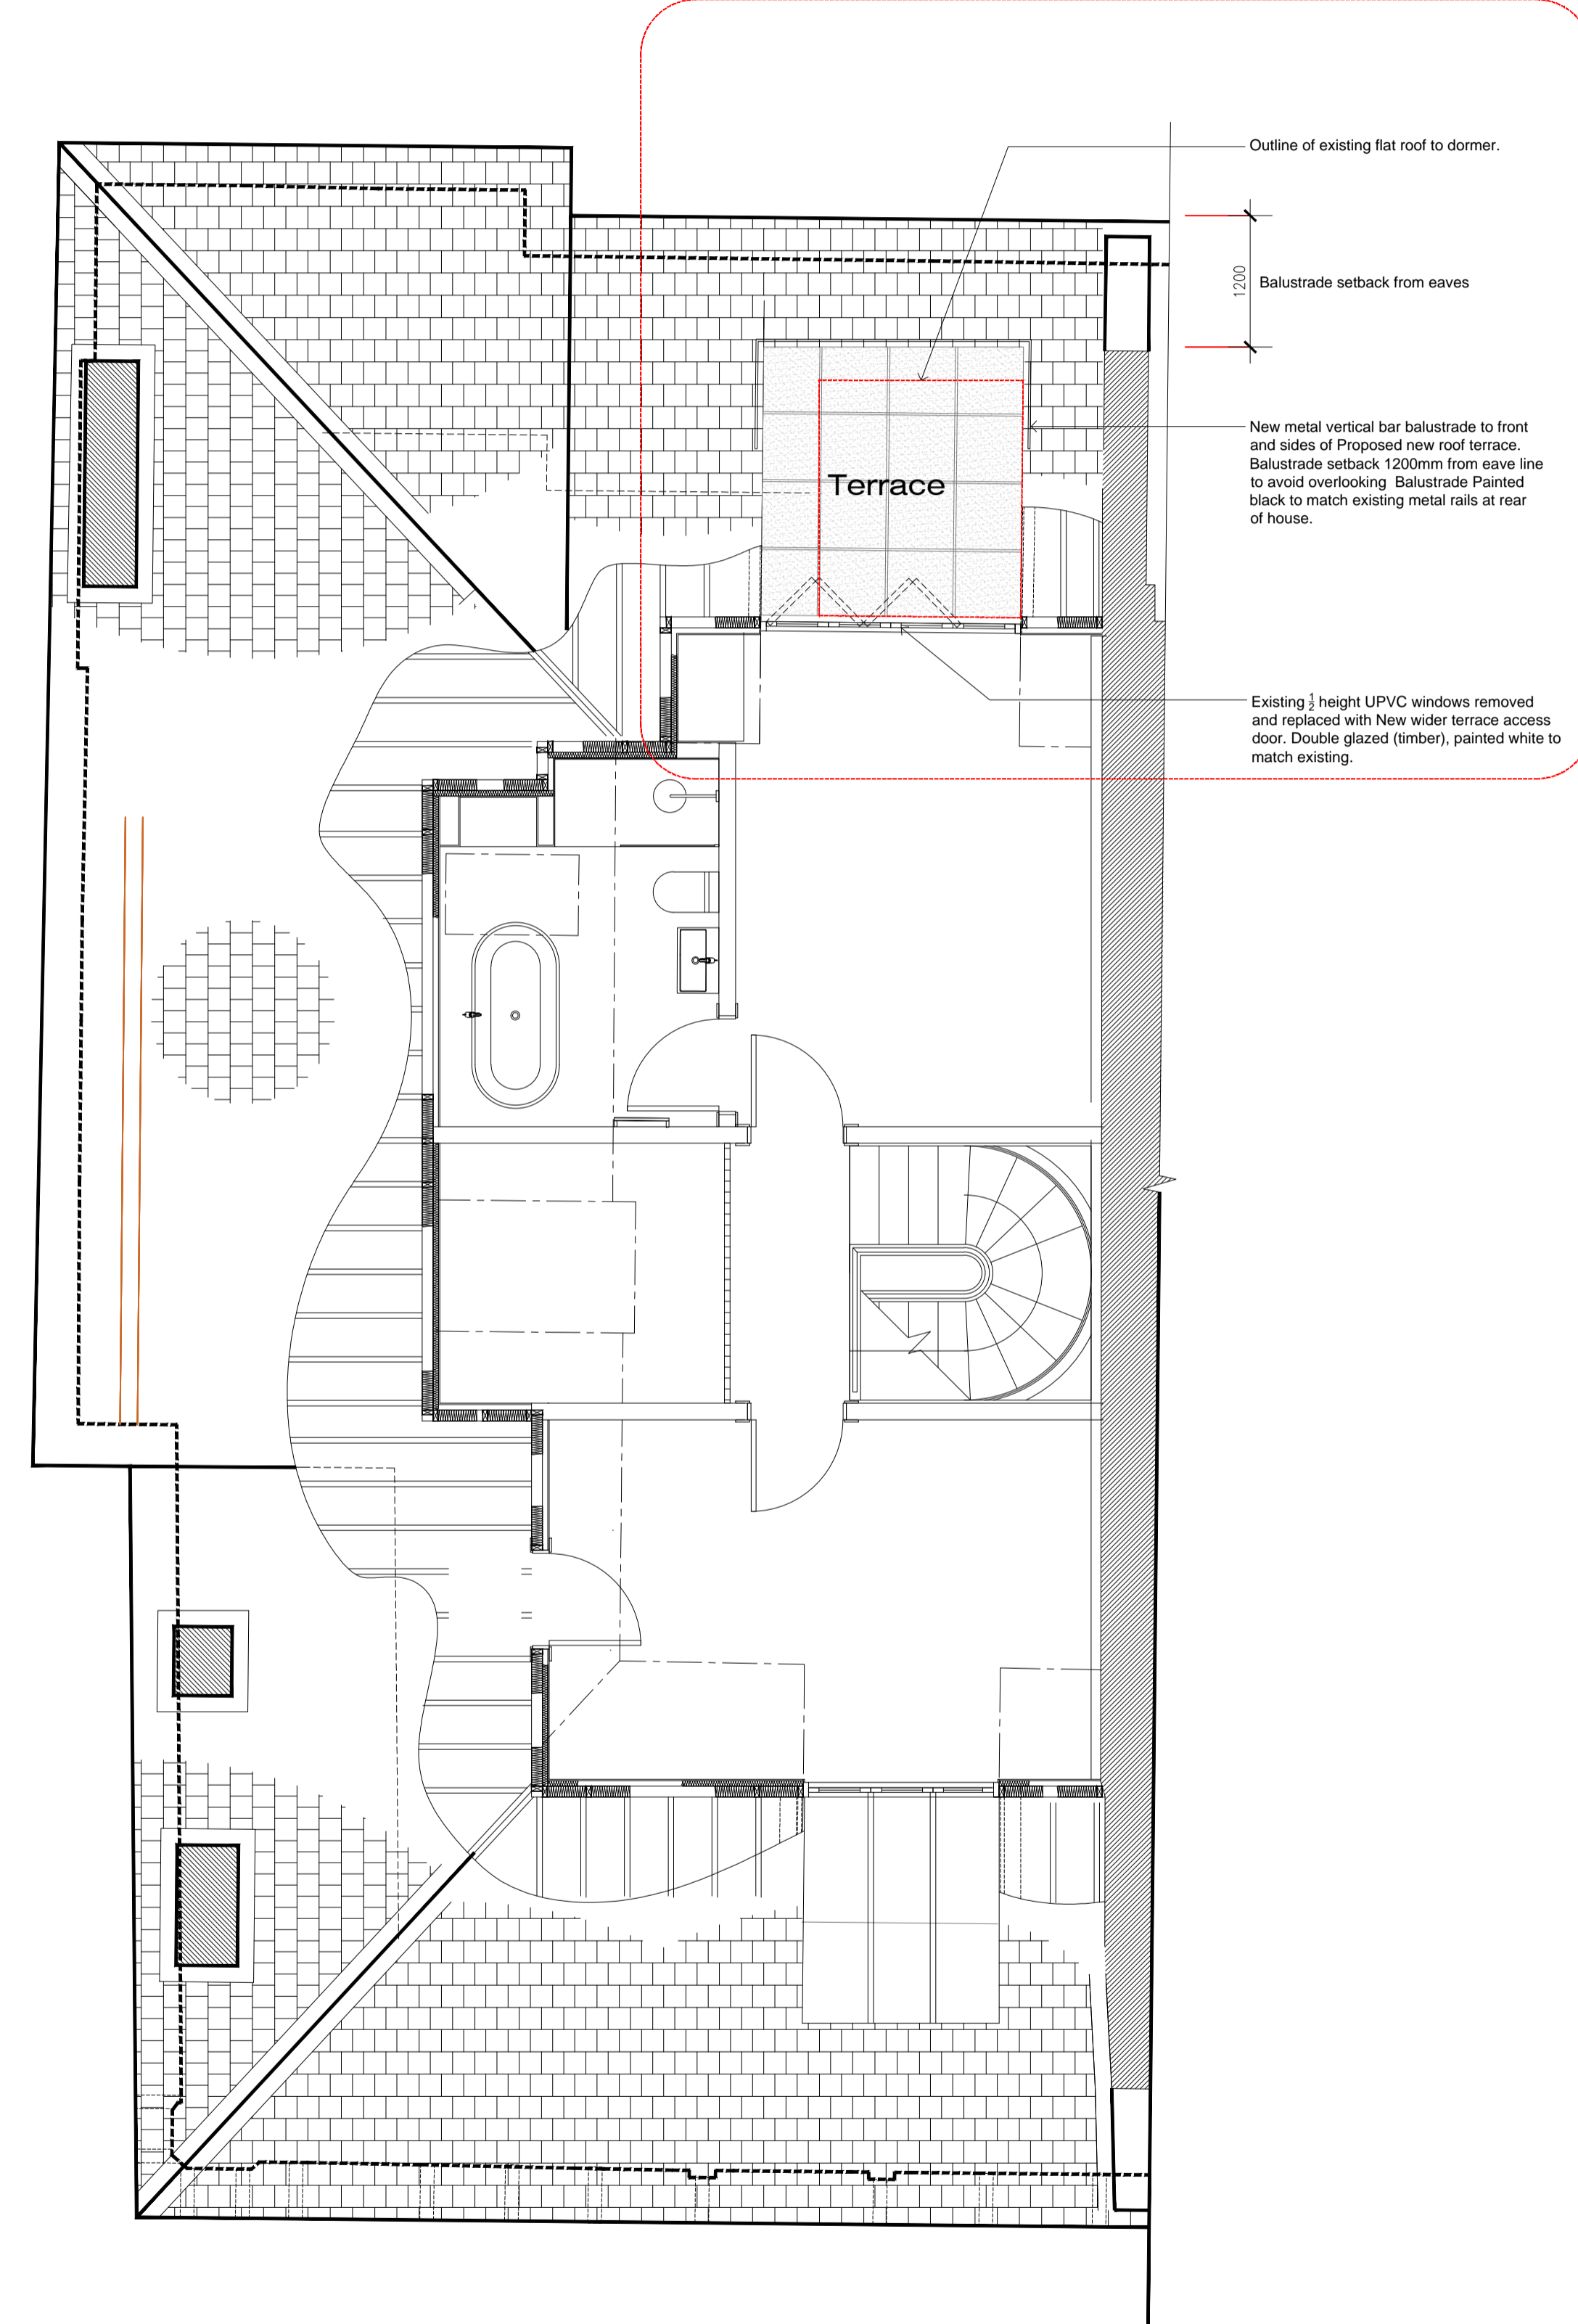 Outline of existing flat roof to dormer.
1200
Balustrade setback from eaves
New metal vertical bar balustrade to front
and sides of Proposed new roof terrace.
Balustrade setback 1200mm from eave line
to avoid overlooking Balustrade Painted
black to match existing metal rails at rear
of house.
Terrace
Existing ½ height UPVC windows removed
and replaced with New wider terrace access
door. Double glazed (timber), painted white to
match existing.